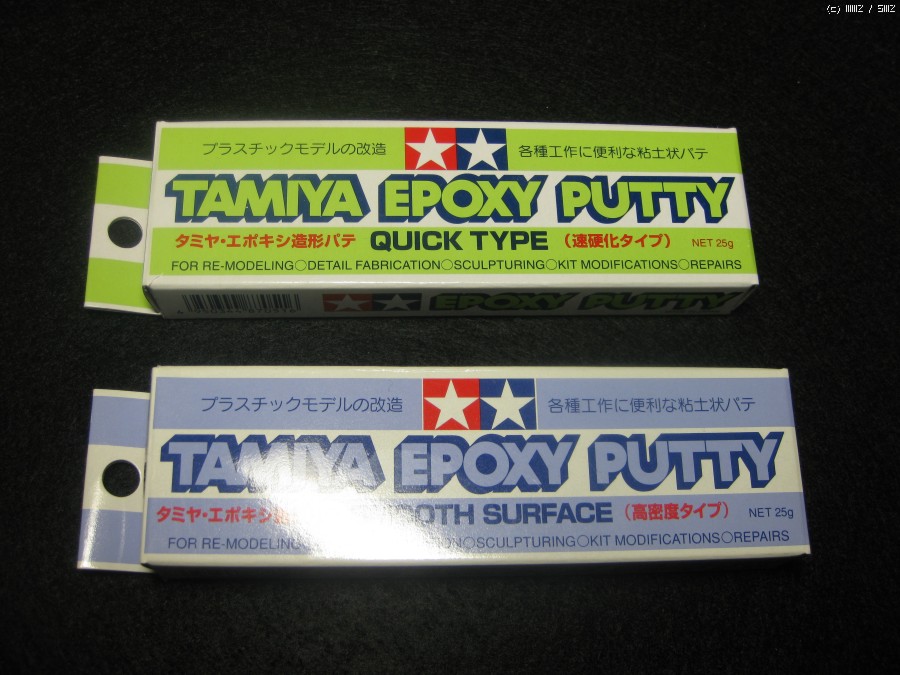 プラスチックモデルの改造 各種工作に便利な粘土状パテ
TAMIYA EPOXY PUTTY
タミヤ・エポキシ造形パテ QUICK TYPE (速硬化タイプ) NET 25g
FOR RE-MODELING○DETAIL FABRICATION○SCULPTURING○KIT MODIFICATIONS○REPAIRS
EPOXY PUTTY
プラスチックモデルの改造 各種工作に便利な粘土状パテ
TAMIYA EPOXY PUTTY
タミヤ・エポキシ SURFACE (高密度タイプ) NET 25g
FOR RE-MODELING○ ○SCULPTURING○KIT MODIFICATIONS○REPAIRS